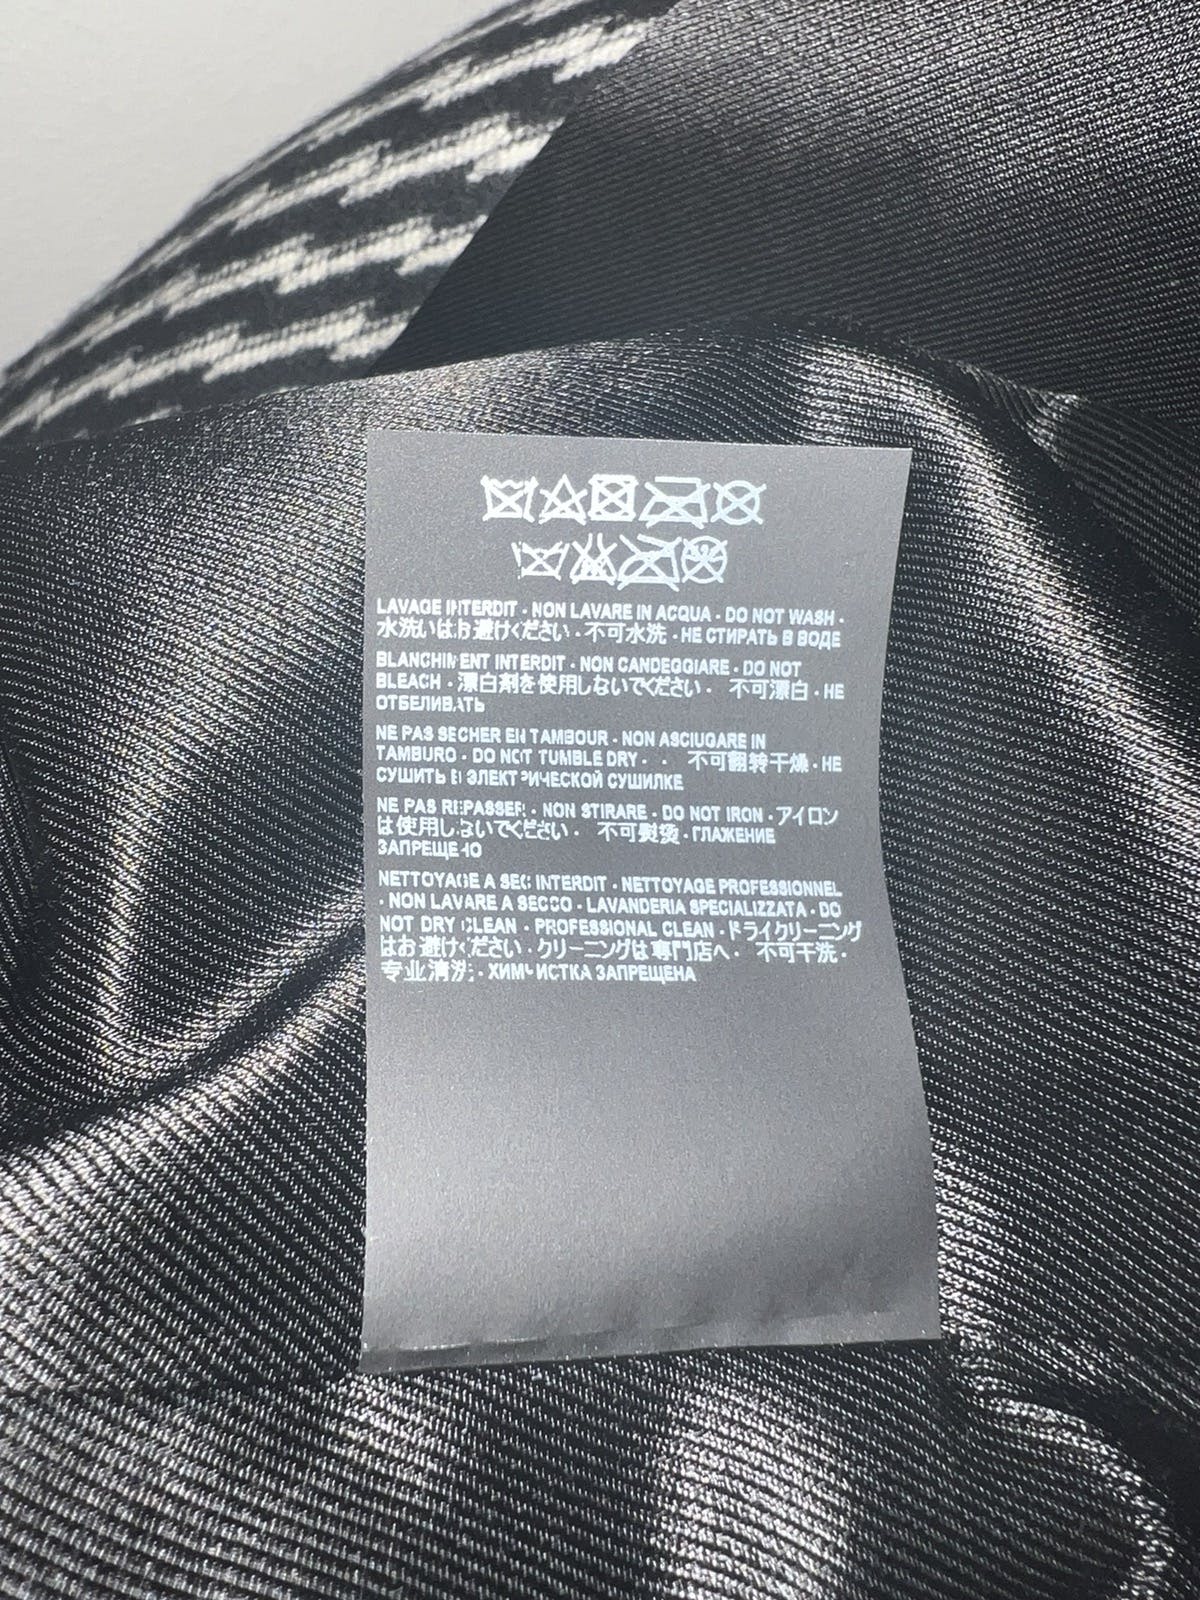 LAVAGE INTERDIT - NON LAVARE IN ACQUA - DO NOT WASH -
水洗いはお避けください - 不可水洗 - НЕ СТИРАТЬ В ВОДЕ
BLANCHIMENT INTERDIT - NON CANDEGGIARE - DO NOT
BLEACH - 漂白剤を使用しないでください - 不可漂白 - НЕ
ОТБЕЛИВАТЬ
NE PAS SECHER EN TAMBOUR - NON ASCIUGARE IN
TAMBURO - DO NOT TUMBLE DRY - - 不可翻转干燥 - НЕ
СУШИТЬ В ЭЛЕКТРИЧЕСКОЙ СУШИЛКЕ
NE PAS REPASSER - NON STIRARE - DO NOT IRON - アイロン
は使用しないでください - 不可熨烫 - ГЛАЖЕНИЕ
ЗАПРЕЩЕНО
NETTOYAGE A SEC INTERDIT - NETTOYAGE PROFESSIONNEL
- NON LAVARE A SECCO - LAVANDERIA SPECIALIZZATA - DO
NOT DRY CLEAN - PROFESSIONAL CLEAN - ドライクリーニング
はお避けください - クリーニングは専門店へ - 不可干洗 -
专业清洗 - ХИМЧИСТКА ЗАПРЕЩЕНА